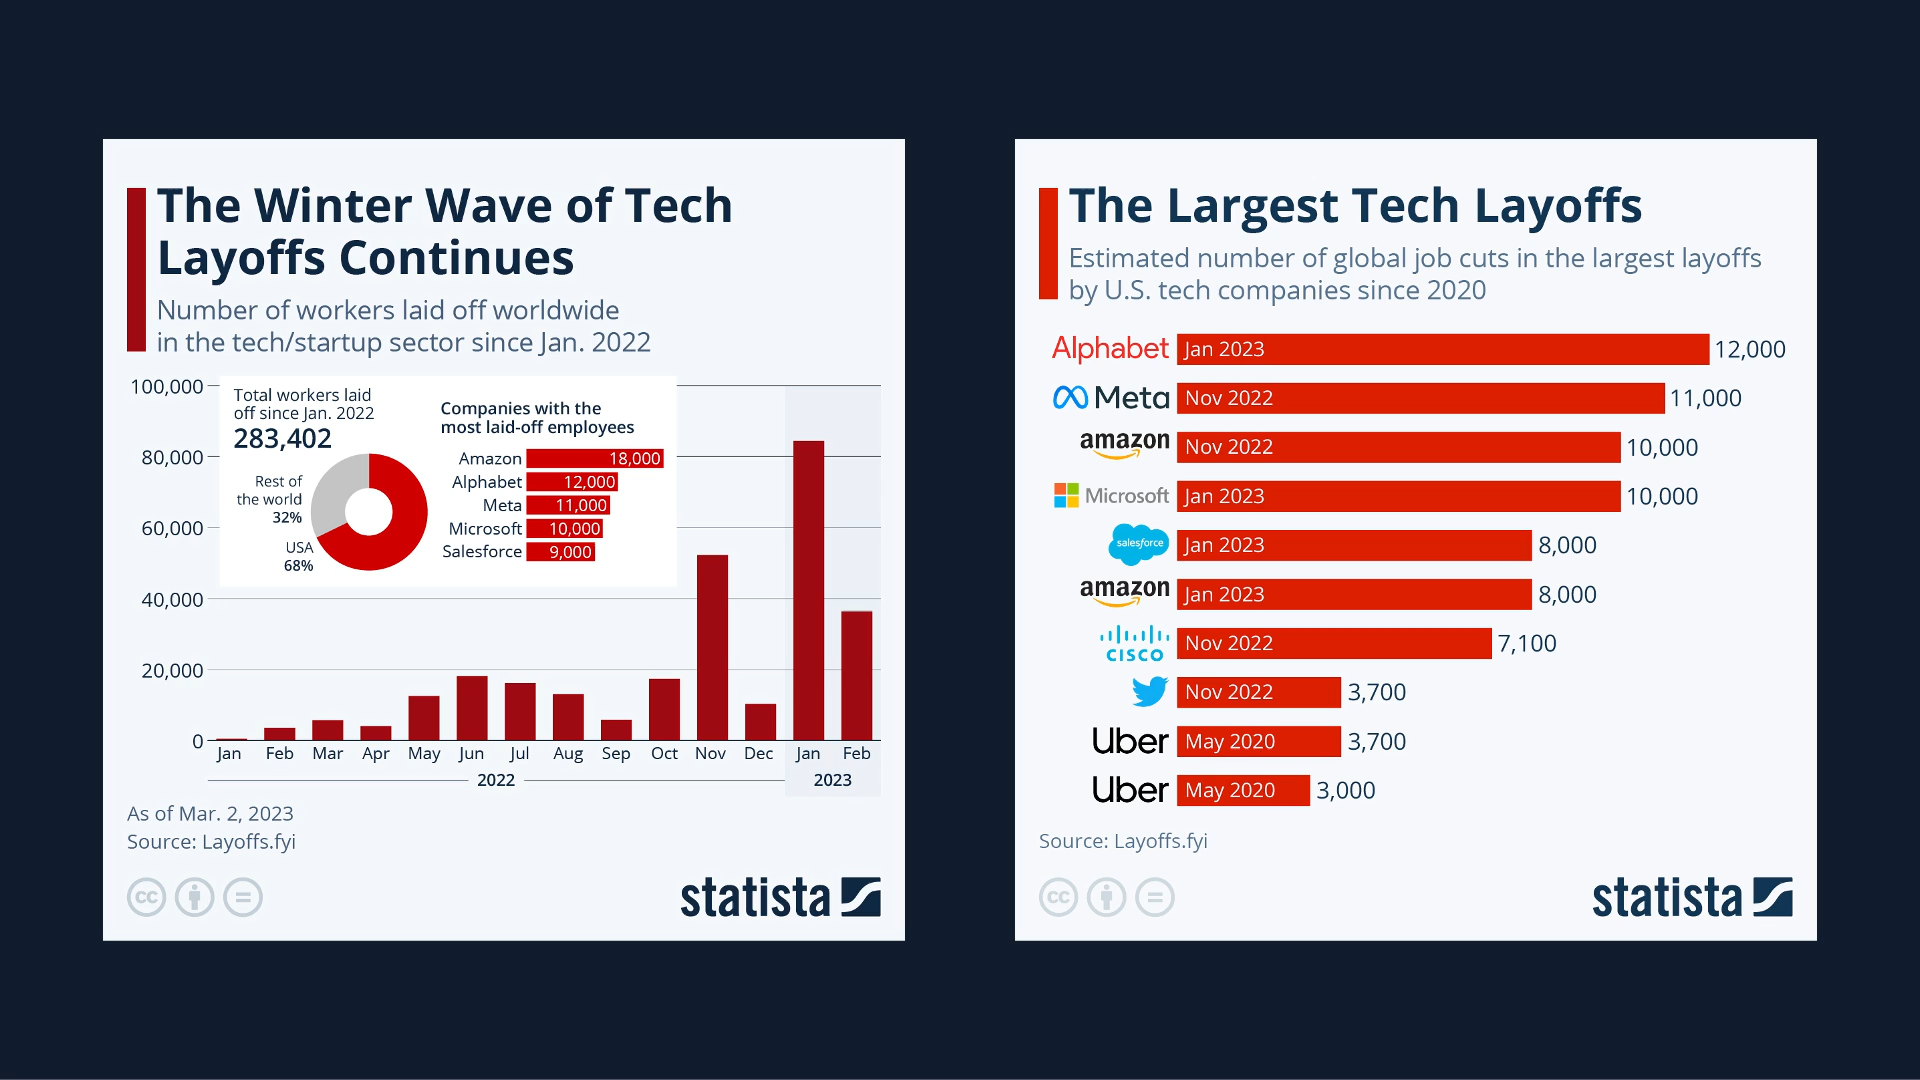 The Winter Wave of Tech
Layoffs Continues
Number of workers laid off worldwide
in the tech/startup sector since Jan. 2022
100,000
80,000
60,000
40,000
20,000
0
Total workers laid
off since Jan. 2022
283,402
Rest of
the world
32%
USA
68%
Companies with the
most laid-off employees
Amazon 18,000
Alphabet 12,000
Meta 11,000
Microsoft 10,000
Salesforce 9,000
Jan Feb Mar Apr May Jun Jul Aug Sep Oct Nov Dec Jan Feb
2022 2023
As of Mar. 2, 2023
Source: Layoffs.fyi
cc
statista
The Largest Tech Layoffs
Estimated number of global job cuts in the largest layoffs
by U.S. tech companies since 2020
Alphabet Jan 2023 12,000
Meta Nov 2022 11,000
amazon Nov 2022 10,000
Microsoft Jan 2023 10,000
salesforce Jan 2023 8,000
amazon Jan 2023 8,000
CISCO Nov 2022 7,100
Nov 2022 3,700
Uber May 2020 3,700
Uber May 2020 3,000
Source: Layoffs.fyi
cc
statista